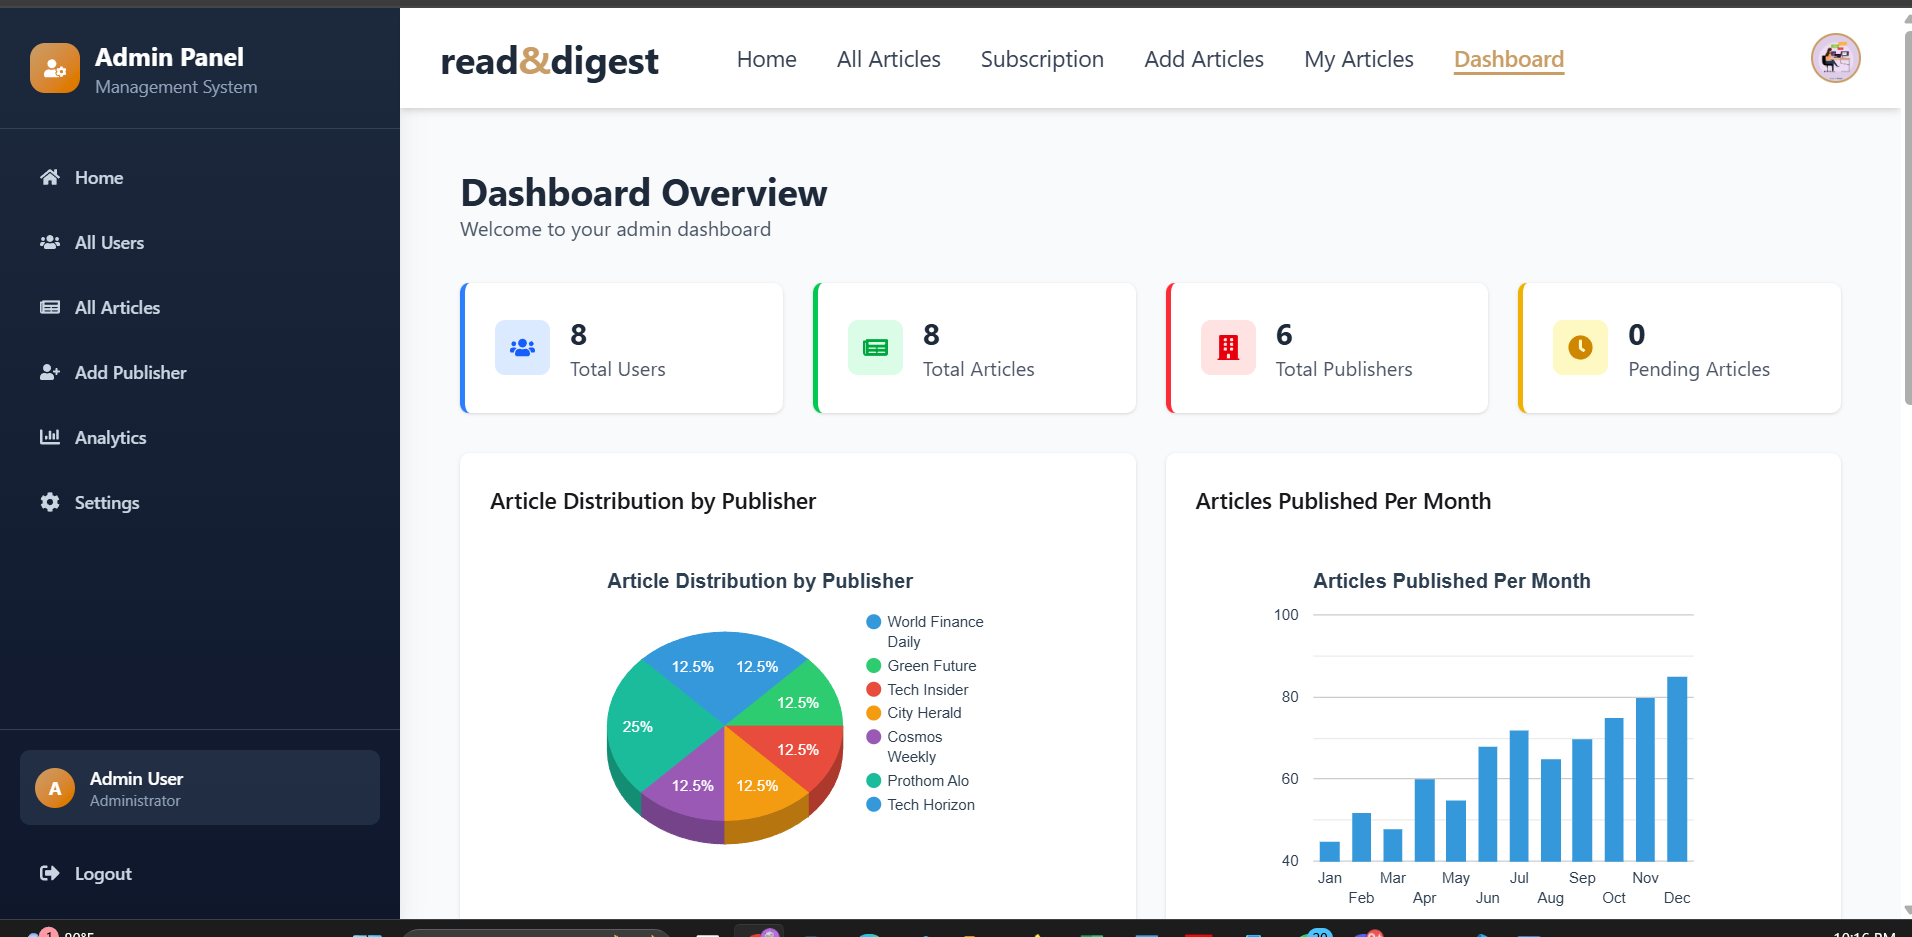 Admin Panel
Management System
Home
All Users
All Articles
Add Publisher
Analytics
Settings
A
Admin User
Administrator
Logout
read&digest
Home
All Articles
Subscription
Add Articles
My Articles
Dashboard
Dashboard Overview
Welcome to your admin dashboard
8
Total Users
8
Total Articles
6
Total Publishers
0
Pending Articles
Article Distribution by Publisher
Article Distribution by Publisher
12.5%
12.5%
12.5%
25%
12.5%
12.5%
12.5%
World Finance
Daily
Green Future
Tech Insider
City Herald
Cosmos
Weekly
Prothom Alo
Tech Horizon
Articles Published Per Month
Articles Published Per Month
100
80
60
40
Jan
Feb
Mar
Apr
May
Jun
Jul
Aug
Sep
Oct
Nov
Dec